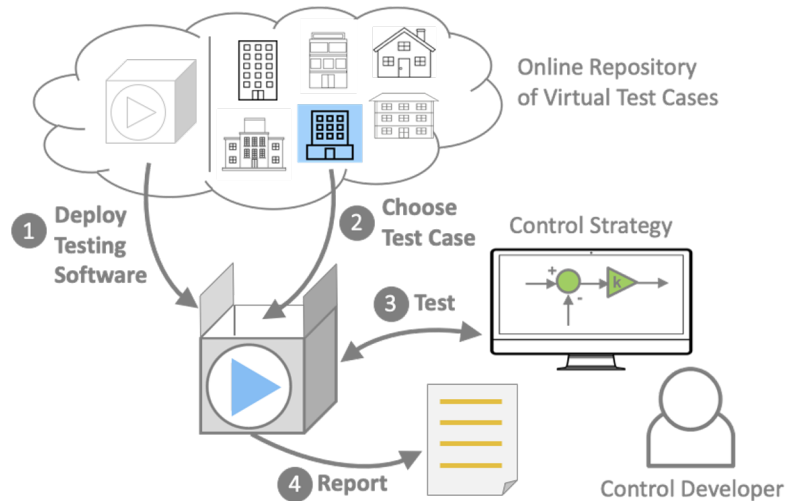 Online Repository
of Virtual Test Cases
1 Deploy
Testing
Software
2 Choose
Test Case
Control Strategy
+
k
-
3 Test
4 Report
Control Developer